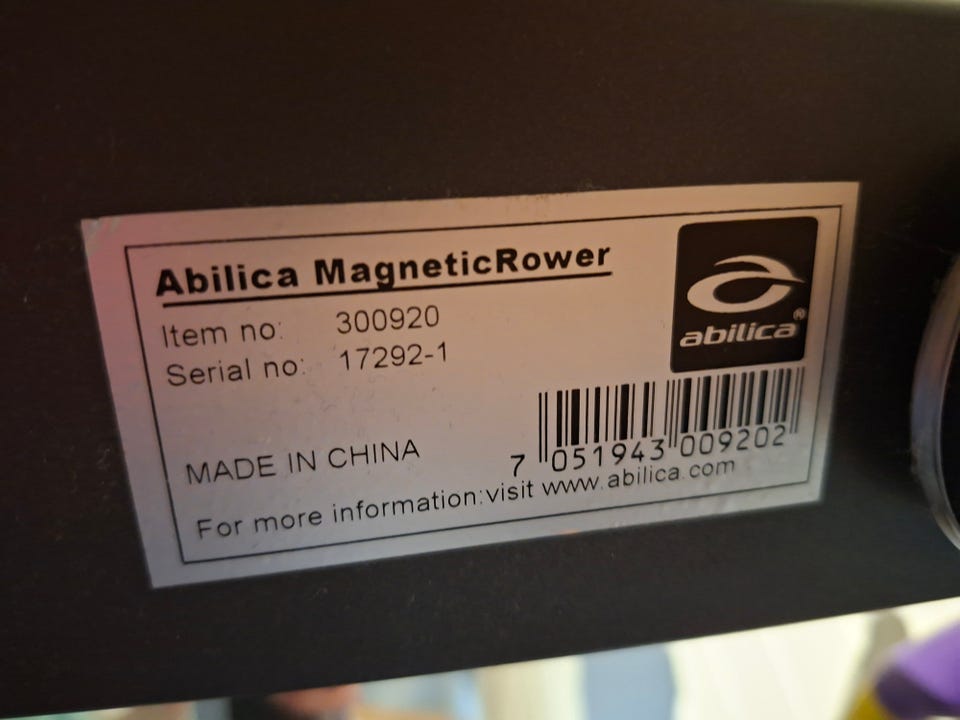 Abilica MagneticRower
Item no: 300920
Serial no: 17292-1
abilica®
MADE IN CHINA
7 051943 009202
For more information:visit www.abilica.com